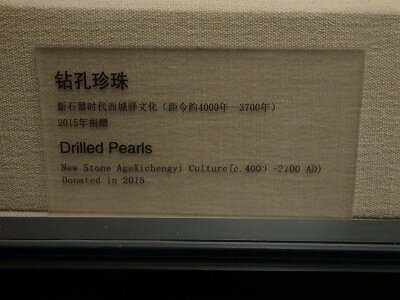 钻孔珍珠
新石器时代西城驿文化（距今约4000年—3700年）
2015年捐赠
Drilled Pearls
New Stone AgeXichengyi Culture(c.400 -2700 AD)
Donated in 2015